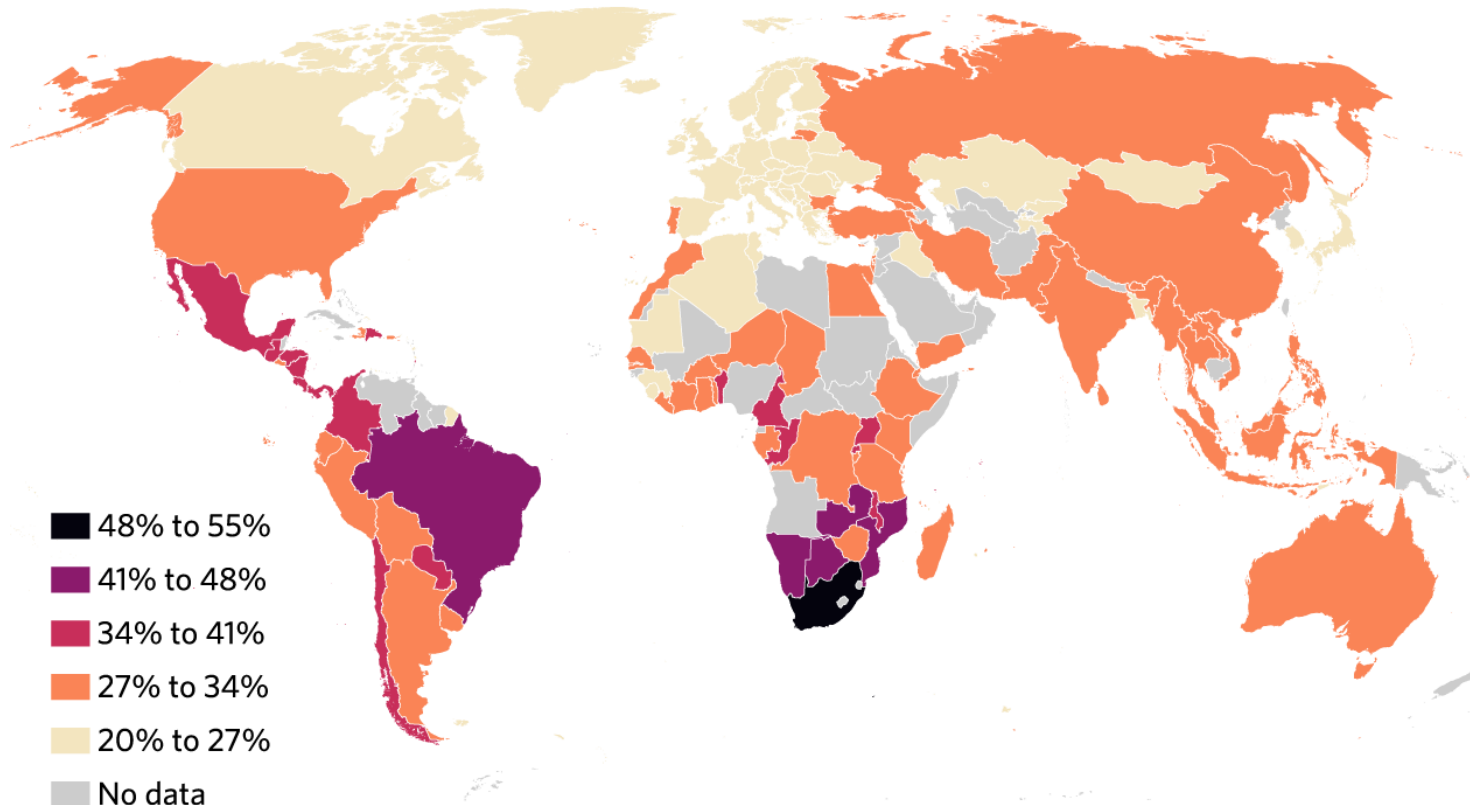 48% to 55%
41% to 48%
34% to 41%
27% to 34%
20% to 27%
No data